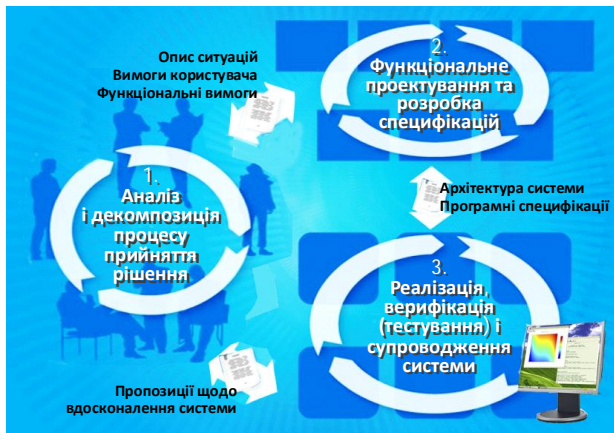 Опис ситуацій
Вимоги користувача
Функціональні вимоги
2.
Функціональне
проектування та
розробка
специфікацій
1.
Аналіз
і декомпозиція
процесу
прийняття
рішення
Архітектура системи
Програмні специфікації
3.
Реалізація,
верифікація
(тестування) і
супроводження
системи
Пропозиції щодо
вдосконалення системи